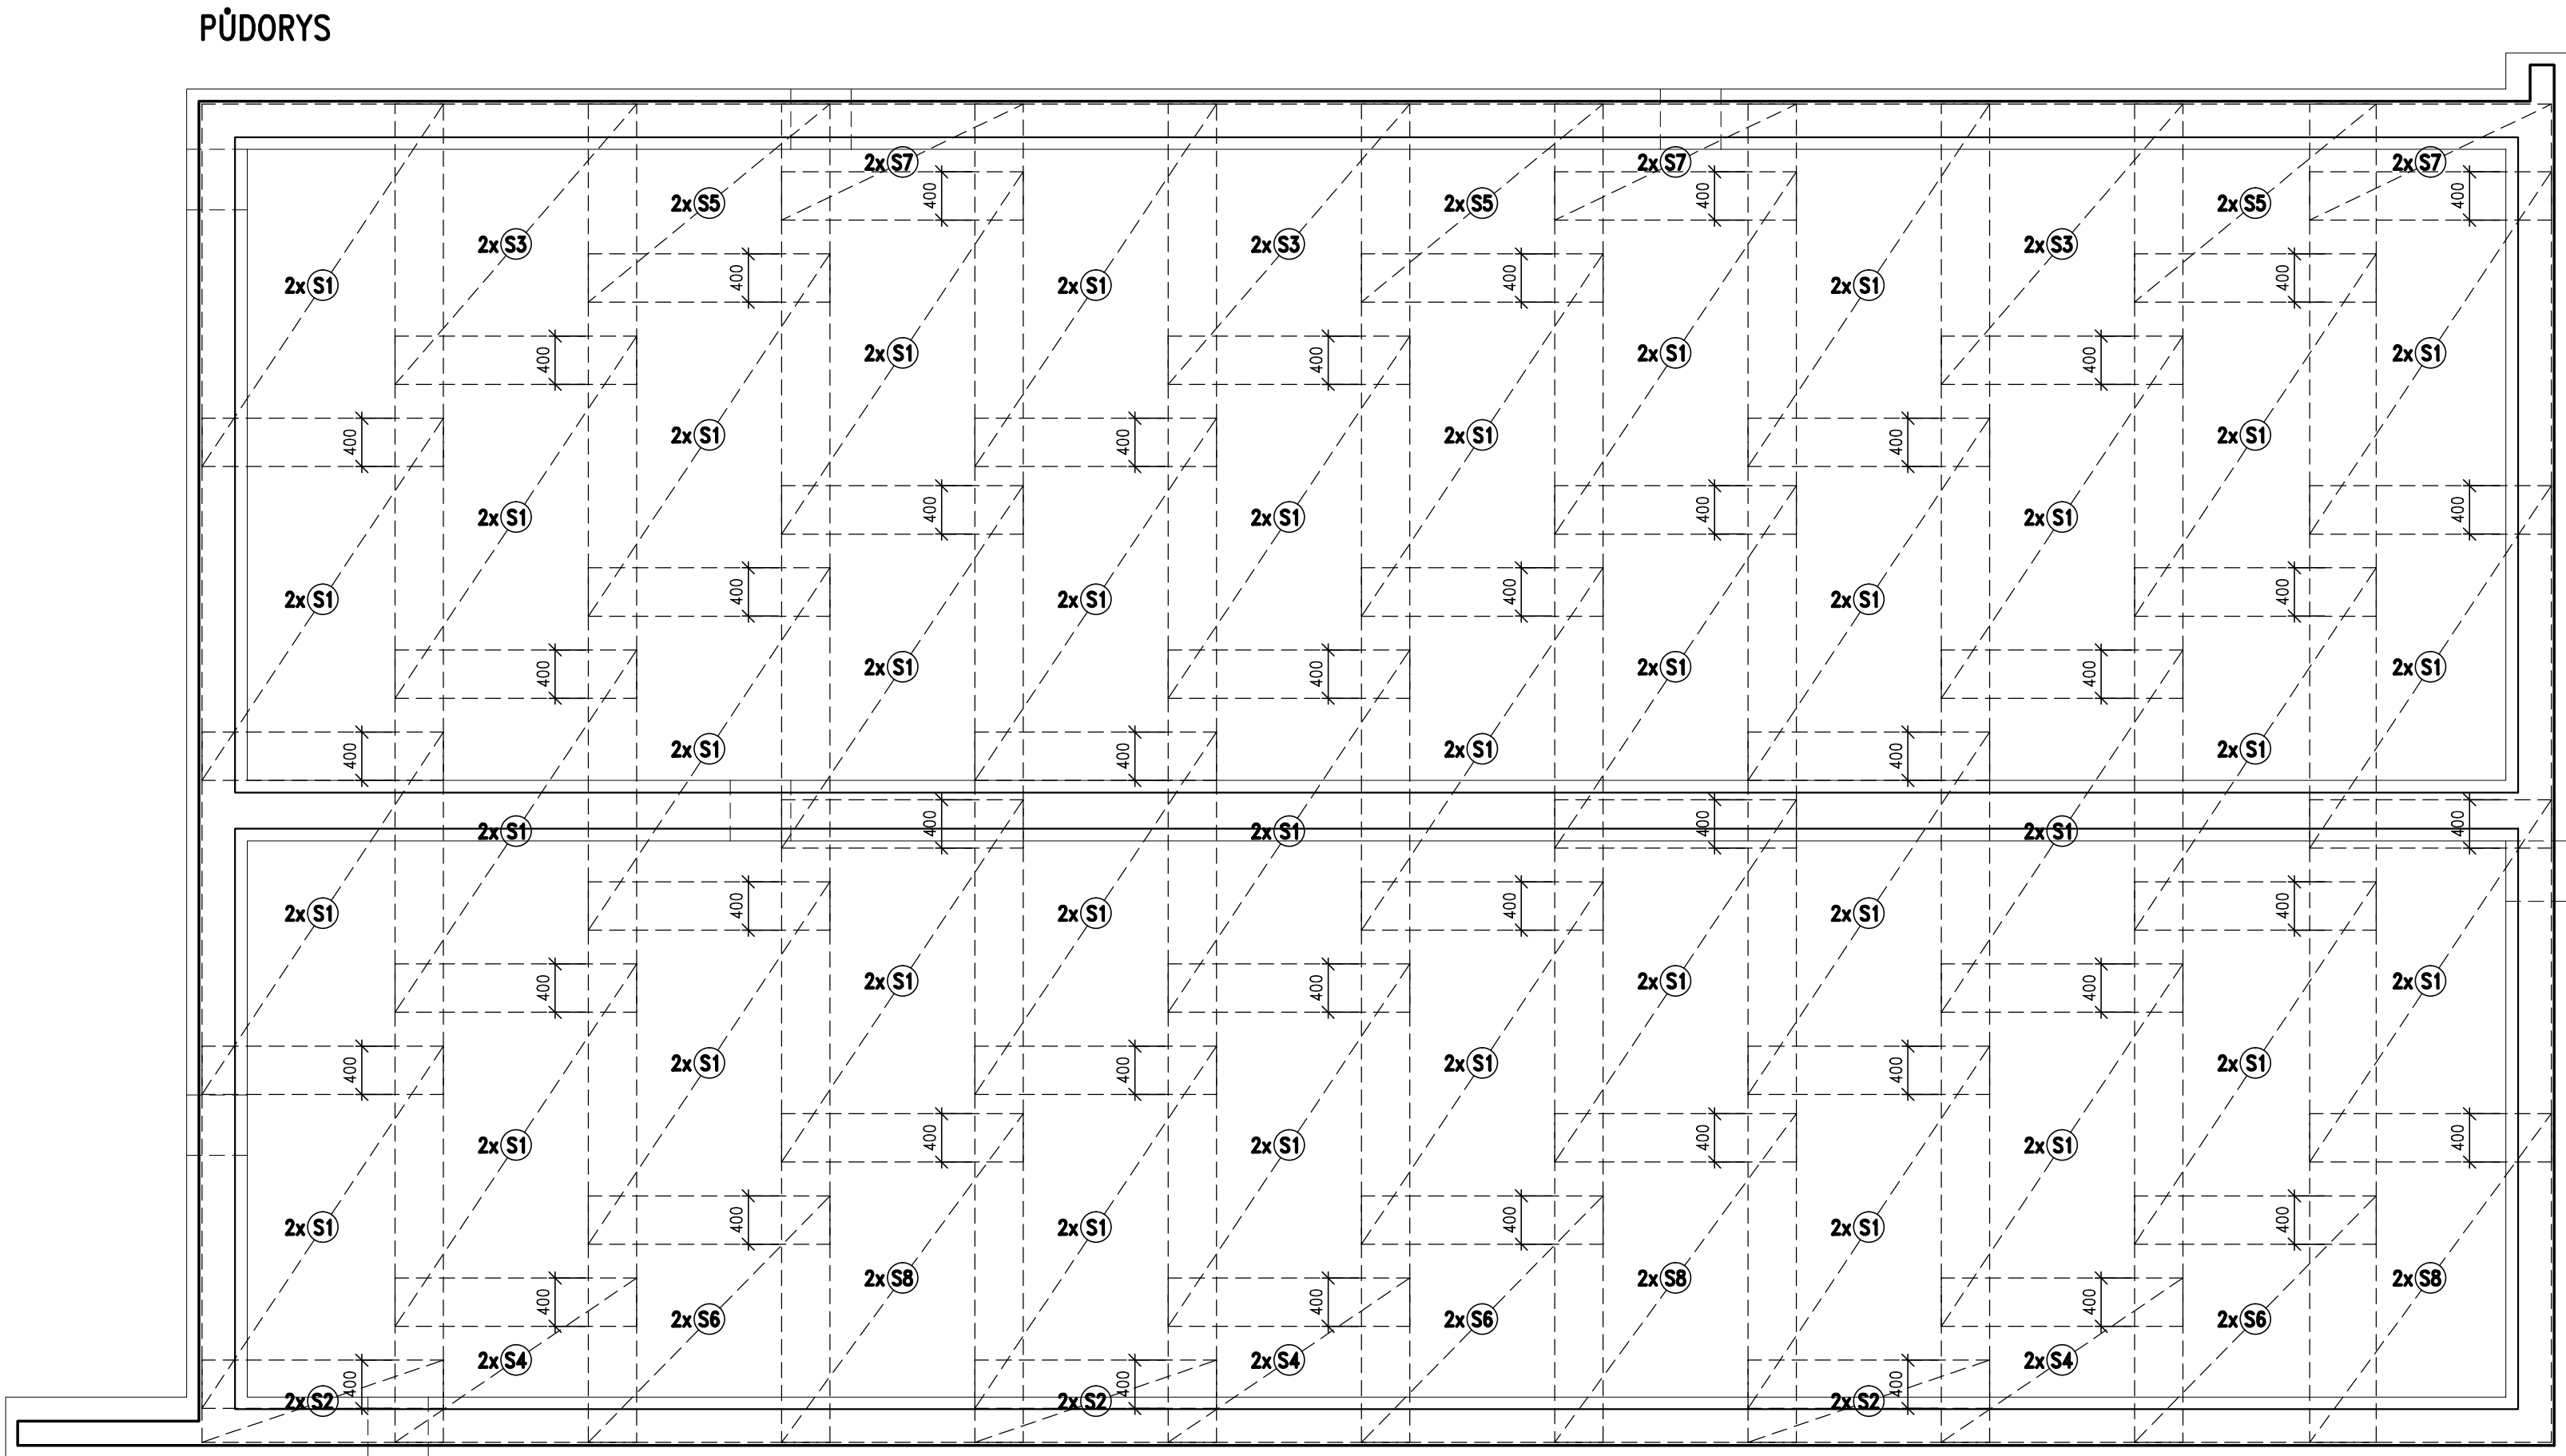 PŮDORYS
2x S7 2x S7 2x S7
400 400 400
2x S5 2x S5 2x S5
2x S3 2x S3 2x S3
400 400 400
2x S1 2x S1 2x S1
2x S1 2x S1 2x S1
400 400 400
2x S1 2x S1 2x S1
400 400 400
400 400 400
2x S1 2x S1 2x S1
400 400 400
2x S1 2x S1 2x S1
2x S1 2x S1 2x S1
400 400 400
2x S1 2x S1 2x S1
400 400 400
400 400 400
2x S1 2x S1 2x S1
400 400 400
2x S1 2x S1 2x S1
2x S1 2x S1 2x S1
400 400 400
2x S1 2x S1 2x S1
400 400 400
400 400 400
2x S1 2x S1 2x S1
400 400 400
2x S1 2x S1 2x S1
2x S8 2x S8 2x S8
400 400 400
2x S6 2x S6 2x S6
2x S4 2x S4 2x S4
400 400 400
2x S2 2x S2 2x S2